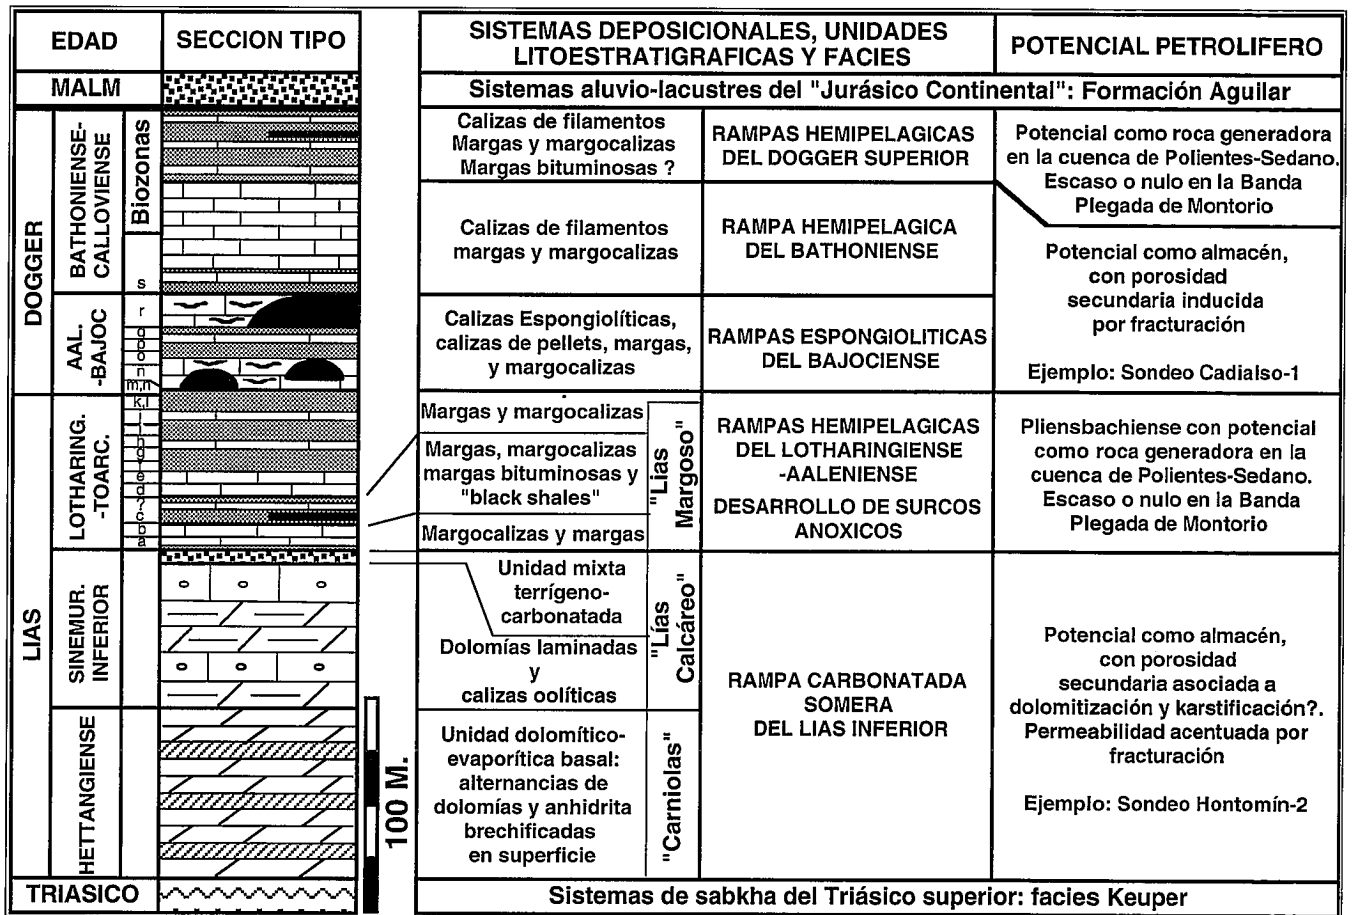 EDAD
SECCION TIPO
SISTEMAS DEPOSICIONALES, UNIDADES
LITOESTRATIGRAFICAS Y FACIES
POTENCIAL PETROLIFERO
MALM
Sistemas aluvio-lacustres del "Jurásico Continental": Formación Aguilar
DOGGER
BATHONIENSE-
CALLOVIENSE
Biozonas
s
Calizas de filamentos
Margas y margocalizas
Margas bituminosas ?
RAMPAS HEMIPELAGICAS
DEL DOGGER SUPERIOR
Potencial como roca generadora
en la cuenca de Polientes-Sedano.
Escaso o nulo en la Banda
Plegada de Montorio
Calizas de filamentos
margas y margocalizas
RAMPA HEMIPELAGICA
DEL BATHONIENSE
Potencial como almacén,
con porosidad
secundaria inducida
por fracturación
Ejemplo: Sondeo Cadialso-1
AAL.
-BAJOC
r
q
p
o
n
m,n
Calizas Espongiolíticas,
calizas de pellets, margas,
y margocalizas
RAMPAS ESPONGIOLITICAS
DEL BAJOCIENSE
LIAS
LOTHARING.
-TOARC.
k,l
e
d
?
c
b
a
Margas y margocalizas
Margas, margocalizas
margas bituminosas y
"black shales"
Margocalizas y margas
"Lias
Margoso"
RAMPAS HEMIPELAGICAS
DEL LOTHARINGIENSE
-AALENIENSE
DESARROLLO DE SURCOS
ANOXICOS
Pliensbachiense con potencial
como roca generadora en la
cuenca de Polientes-Sedano.
Escaso o nulo en la Banda
Plegada de Montorio
SINEMUR.
INFERIOR
Unidad mixta
terrígeno-
carbonatada
Dolomías laminadas
y
calizas oolíticas
"Lías
Calcáreo"
RAMPA CARBONATADA
SOMERA
DEL LIAS INFERIOR
Potencial como almacén,
con porosidad
secundaria asociada a
dolomitización y karstificación?.
Permeabilidad acentuada por
fracturación
Ejemplo: Sondeo Hontomín-2
HETTANGIENSE
100 M.
Unidad dolomítico-
evaporítica basal:
alternancias de
dolomías y anhidrita
brechificadas
en superficie
"Carniolas"
TRIASICO
Sistemas de sabkha del Triásico superior: facies Keuper